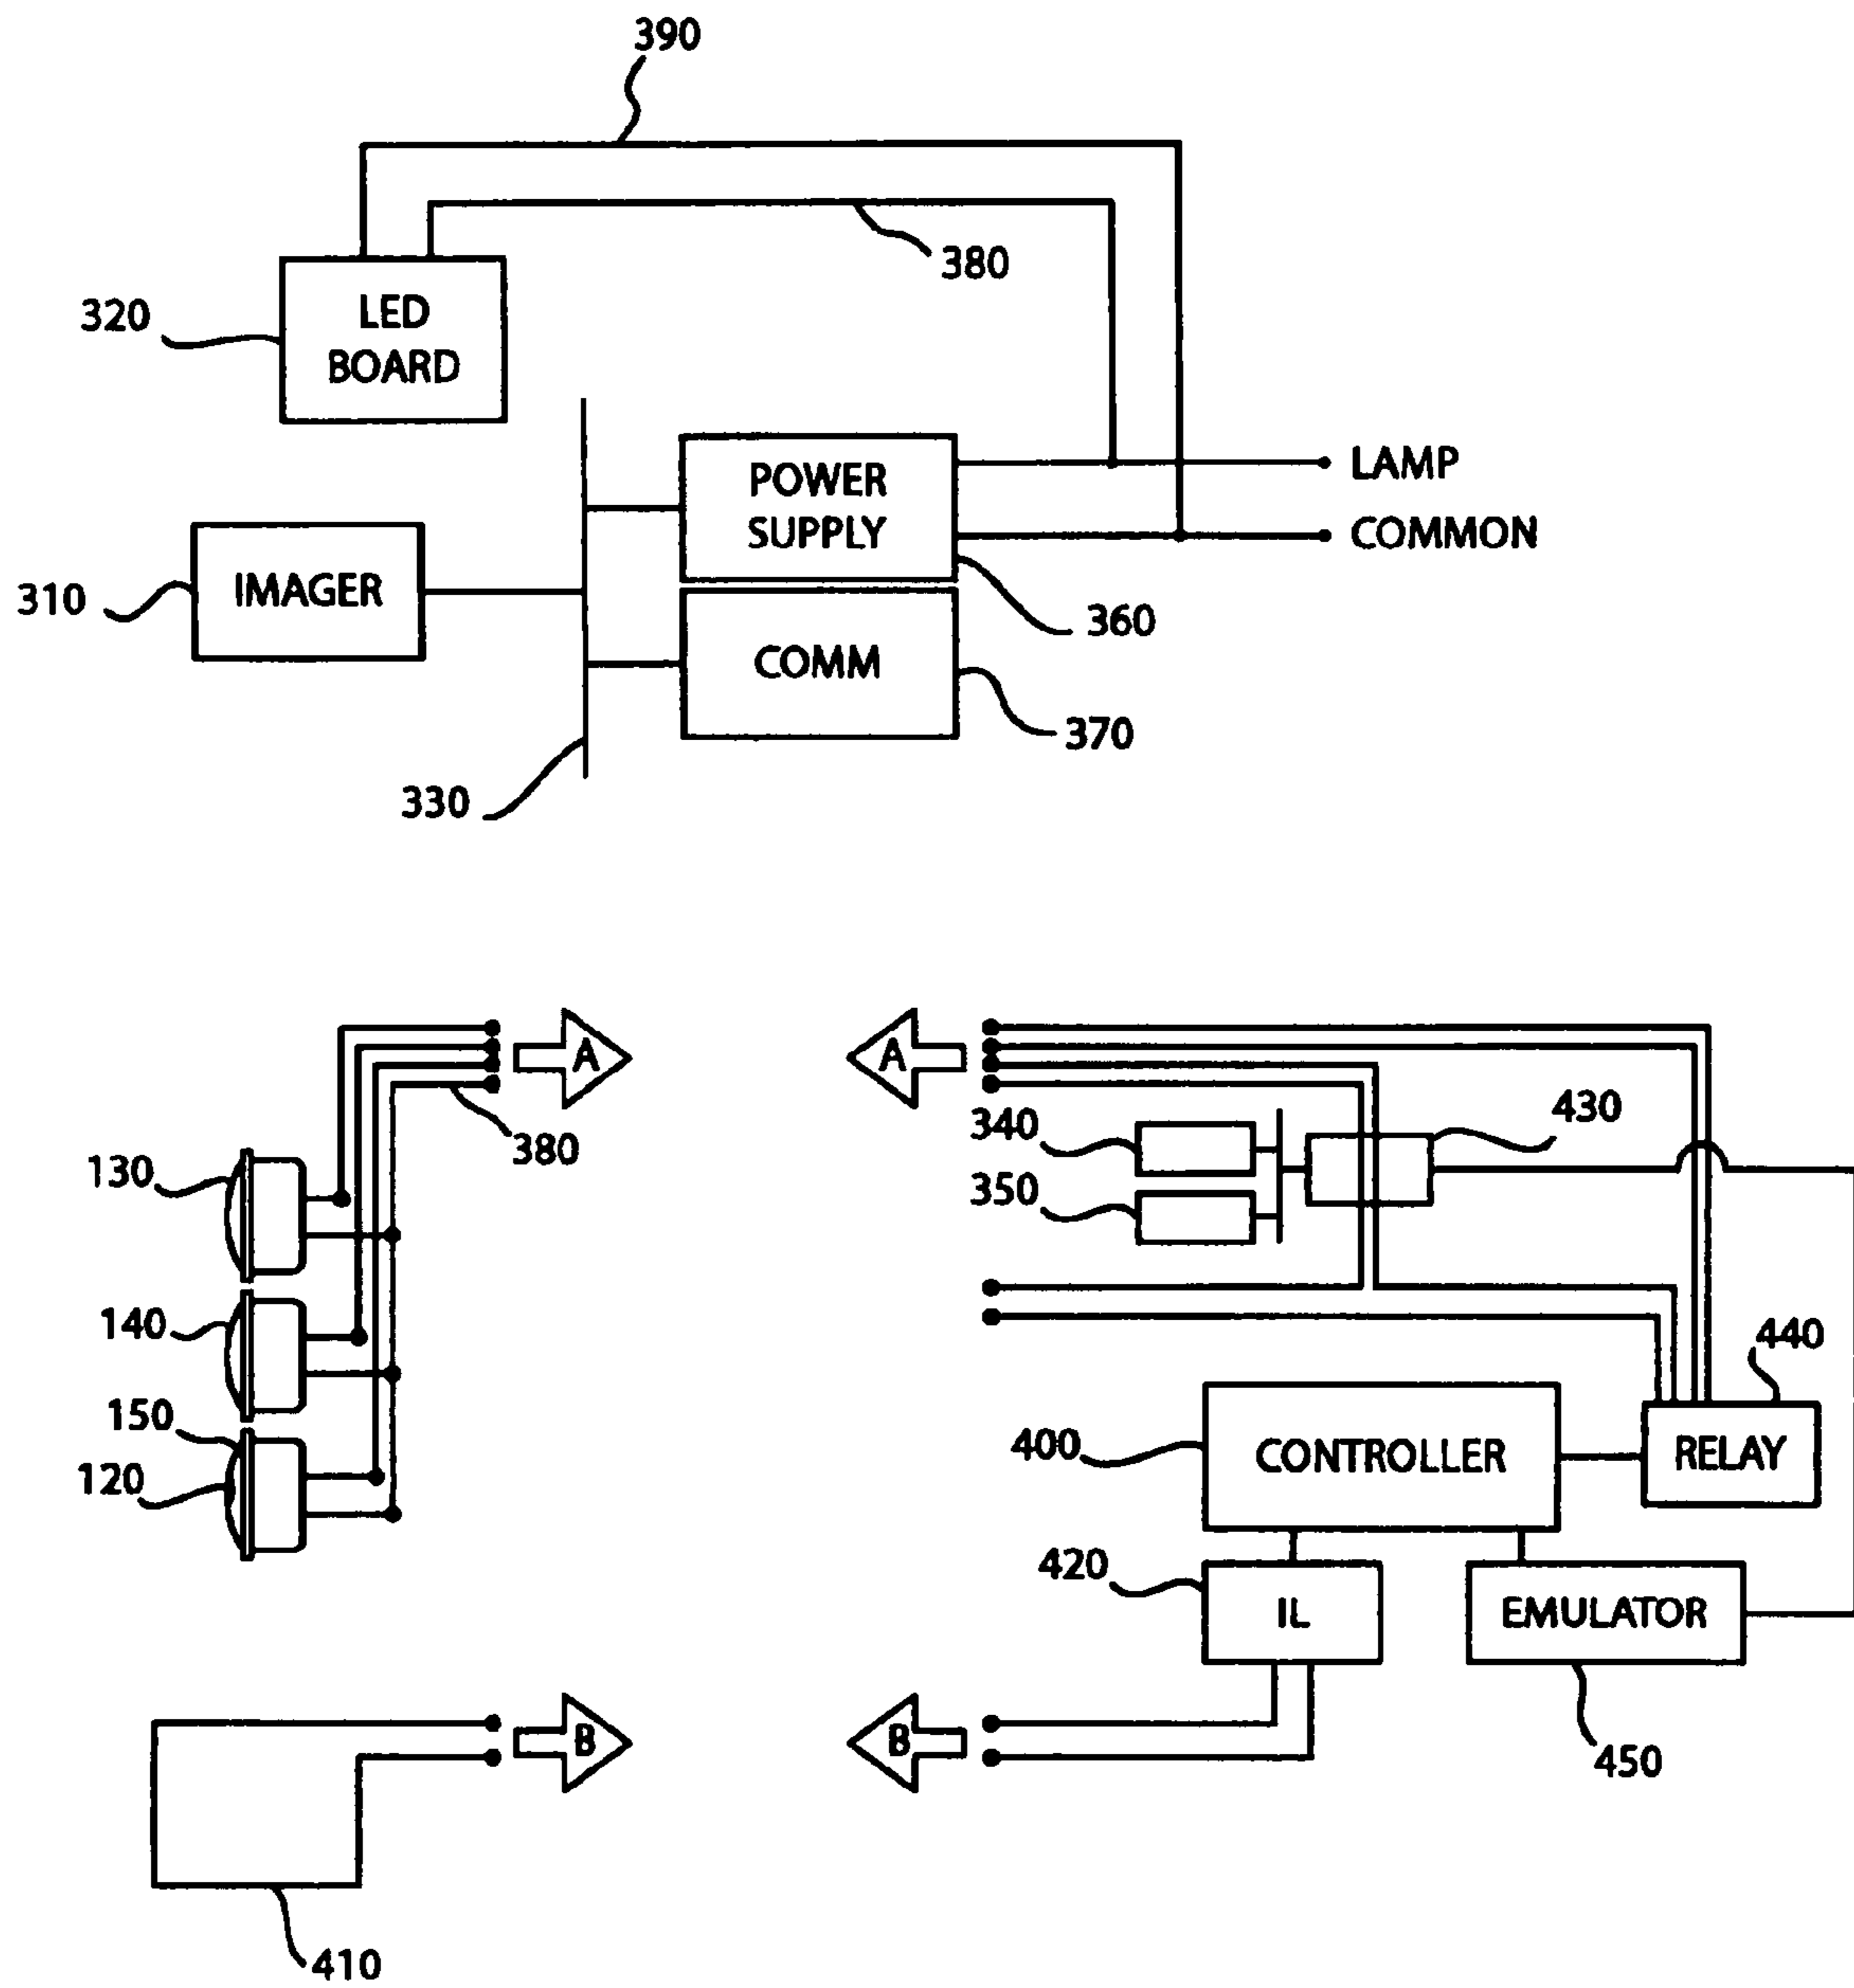 390
380
320
LED
BOARD
POWER
SUPPLY
LAMP
COMMON
310
IMAGER
360
COMM
370
330
A
A
380
130
340
430
350
140
440
150
120
400
CONTROLLER
RELAY
420
IL
EMULATOR
B
B
450
410